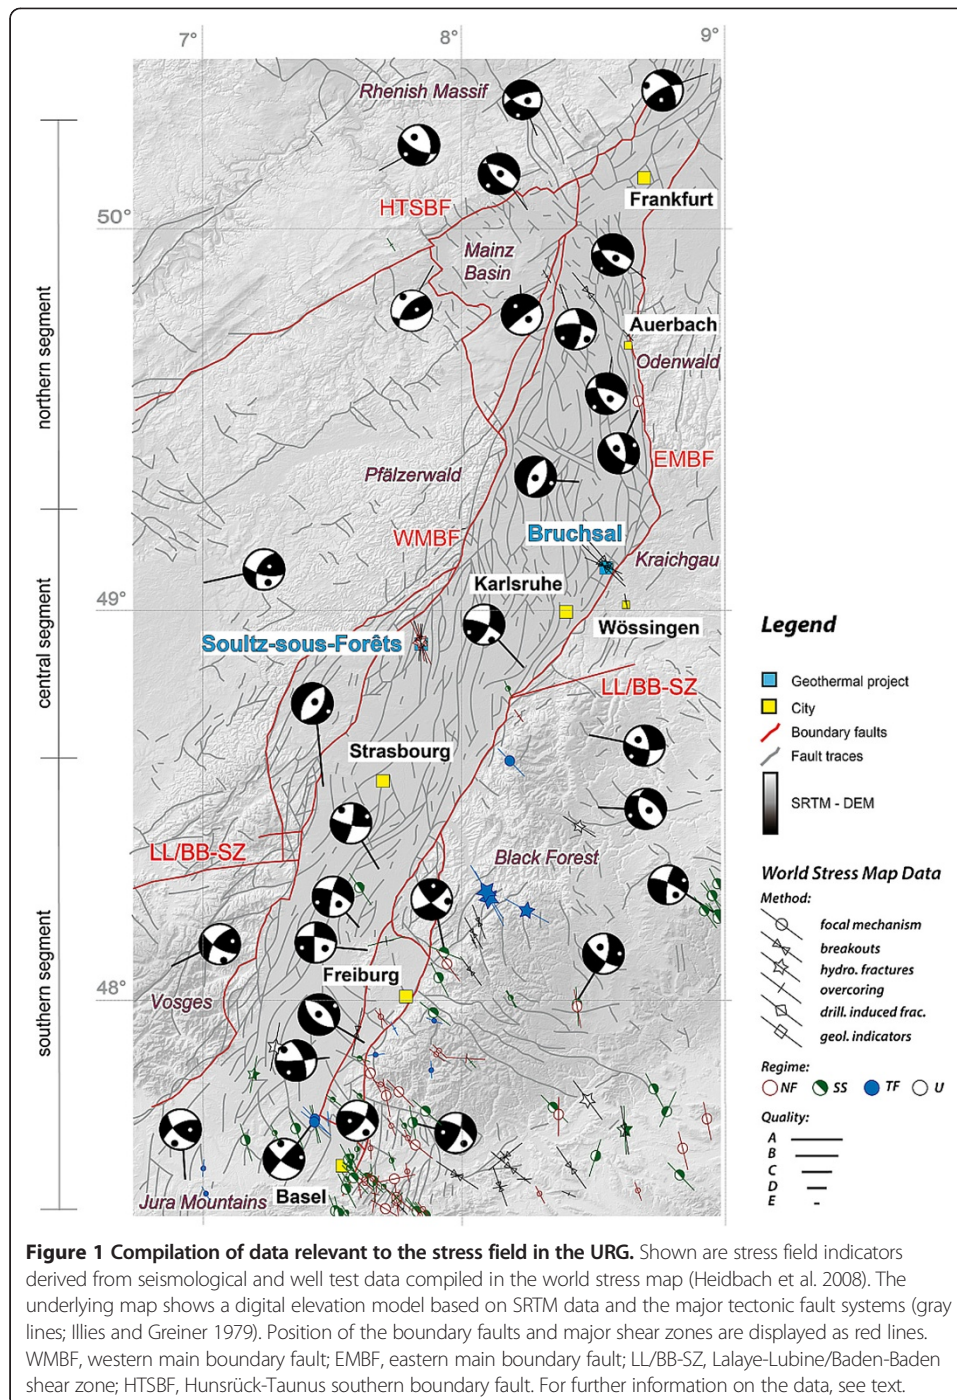 7°
8°
9°
Rhenish Massif
Frankfurt
HTSBF
50°
Mainz
Basin
Auerbach
Odenwald
northern segment
EMBF
Pfälzerwald
WMBF
Bruchsal
Kraichgau
Karlsruhe
49°
Wössingen
Soultz-sous-Forêts
central segment
LL/BB-SZ
Strasbourg
LL/BB-SZ
Black Forest
Freiburg
48°
Vosges
southern segment
Jura Mountains
Basel
Legend
Geothermal project
City
Boundary faults
Fault traces
SRTM - DEM
World Stress Map Data
Method:
focal mechanism
breakouts
hydro. fractures
overcoring
drill. induced frac.
geol. indicators
Regime:
NF SS TF U
Quality:
A
B
C
D
E
Figure 1 Compilation of data relevant to the stress field in the URG. Shown are stress field indicators
derived from seismological and well test data compiled in the world stress map (Heidbach et al. 2008). The
underlying map shows a digital elevation model based on SRTM data and the major tectonic fault systems (gray
lines; Illies and Greiner 1979). Position of the boundary faults and major shear zones are displayed as red lines.
WMBF, western main boundary fault; EMBF, eastern main boundary fault; LL/BB-SZ, Lalaye-Lubine/Baden-Baden
shear zone; HTSBF, Hunsrück-Taunus southern boundary fault. For further information on the data, see text.